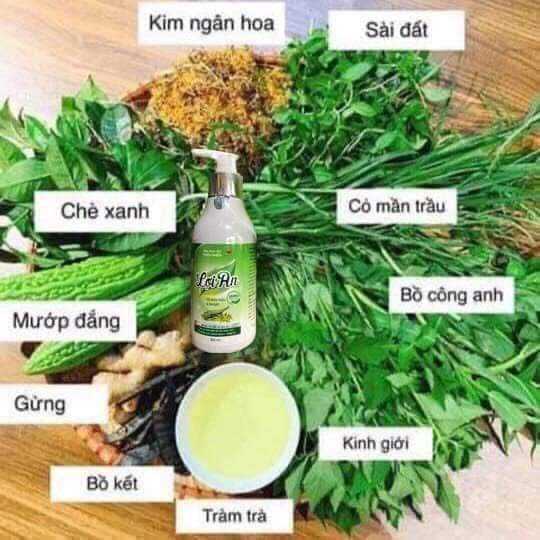 Kim ngân hoa
Sài đất
Chè xanh
Cỏ mần trầu
Lợi An
Bồ công anh
Mướp đắng
Gừng
Kinh giới
Bồ kết
Tràm trà